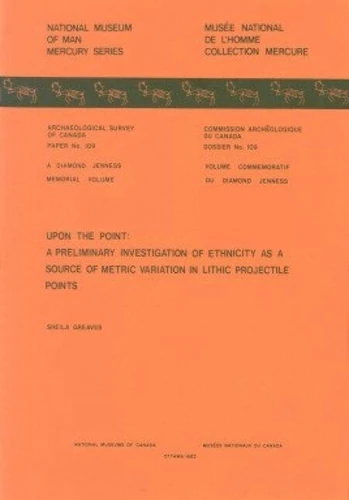 NATIONAL MUSEUM
OF MAN
MERCURY SERIES
MUSÉE NATIONAL
DE L'HOMME
COLLECTION MERCURE
ARCHAEOLOGICAL SURVEY
OF CANADA
PAPER No. 109
A DIAMOND JENNESS
MEMORIAL VOLUME
COMMISSION ARCHÉOLOGIQUE
DU CANADA
DOSSIER No. 109
VOLUME COMMEMORATIF
DU DIAMOND JENNESS
UPON THE POINT:
A PRELIMINARY INVESTIGATION OF ETHNICITY AS A
SOURCE OF METRIC VARIATION IN LITHIC PROJECTILE
POINTS
SHEILA GREAVES
NATIONAL MUSEUMS OF CANADA
MUSÉES NATIONAUX DU CANADA
OTTAWA 1982